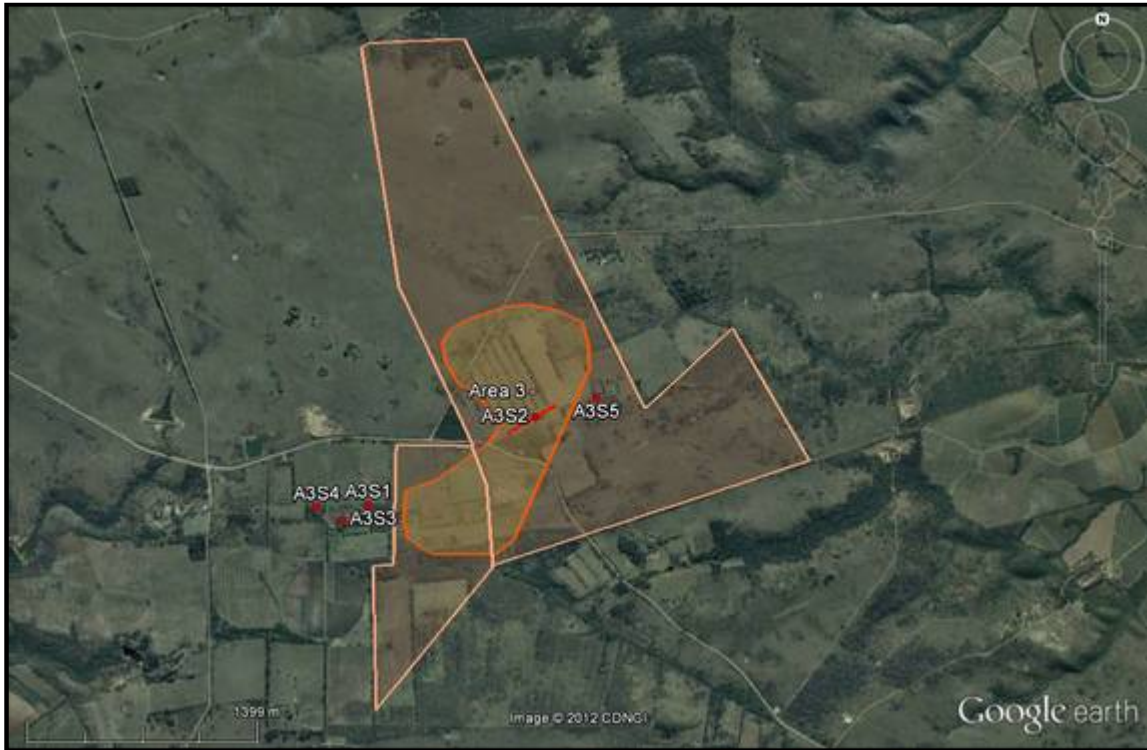 N
Area 3
A3S2
A3S5
A3S4
A3S1
A3S3
1399 m
Image © 2012 CDNGI
Google earth